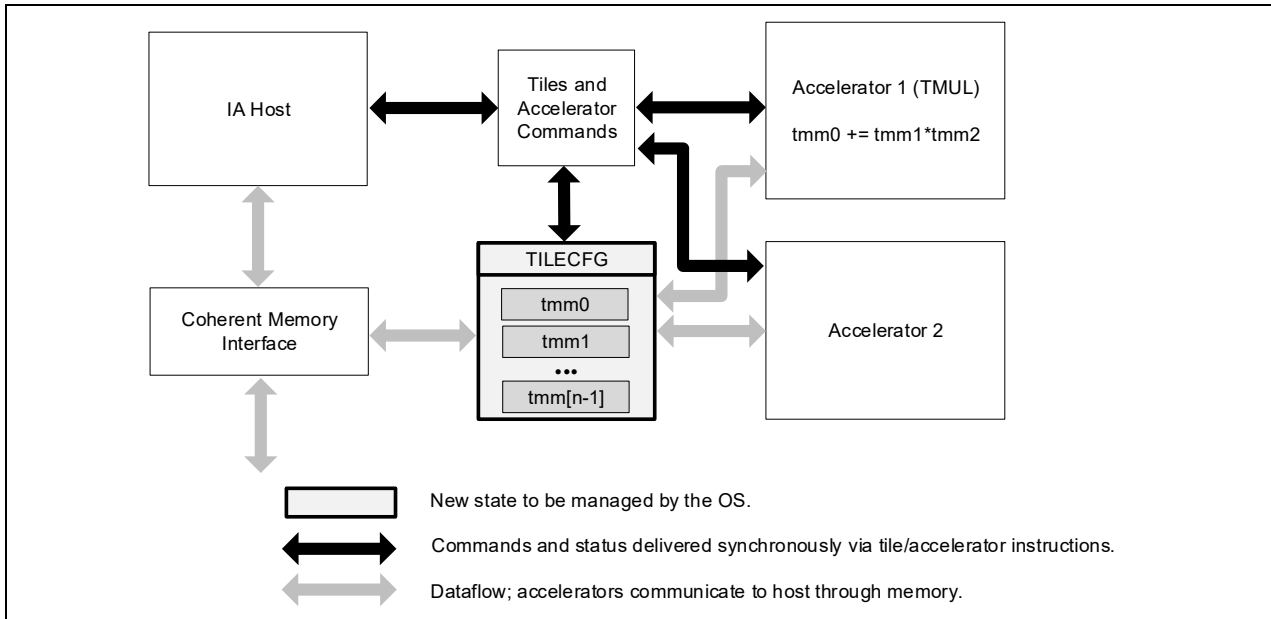 IA Host
Tiles and
Accelerator
Commands
Accelerator 1 (TMUL)
tmm0 += tmm1*tmm2
TILECFG
tmm0
tmm1
•••
tmm[n-1]
Coherent Memory
Interface
Accelerator 2
New state to be managed by the OS.
Commands and status delivered synchronously via tile/accelerator instructions.
Dataflow; accelerators communicate to host through memory.